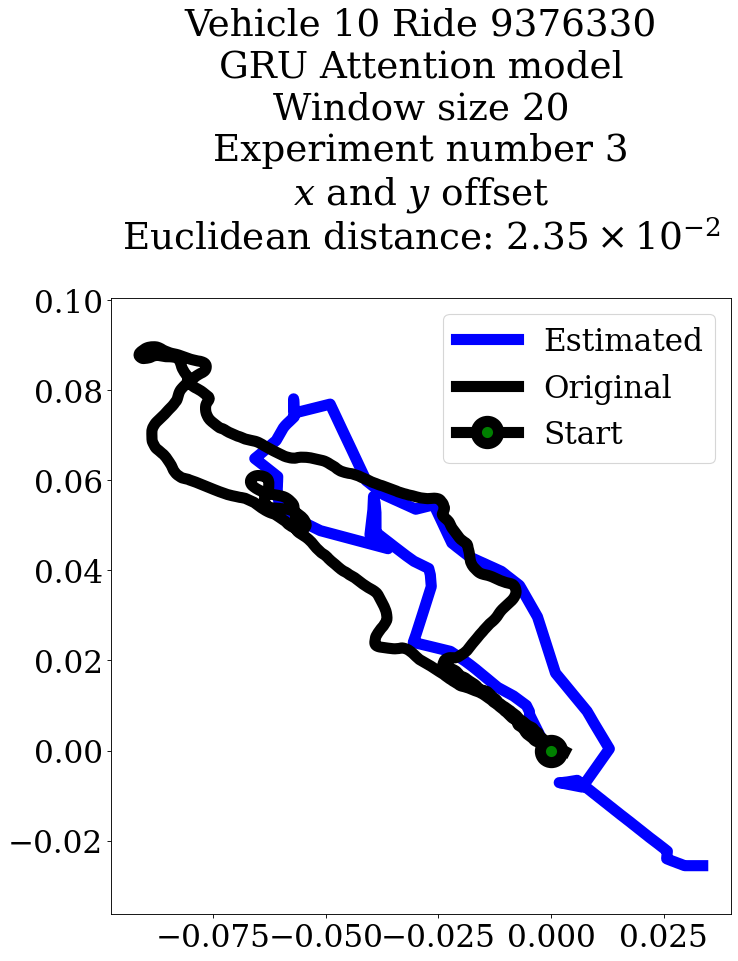 Vehicle 10 Ride 9376330
GRU Attention model
Window size 20
Experiment number 3
x and y offset
Euclidean distance: 2.35 × 10⁻²
Estimated
Original
Start
0.10
0.08
0.06
0.04
0.02
0.00
−0.02
−0.075 −0.050 −0.025 0.000 0.025